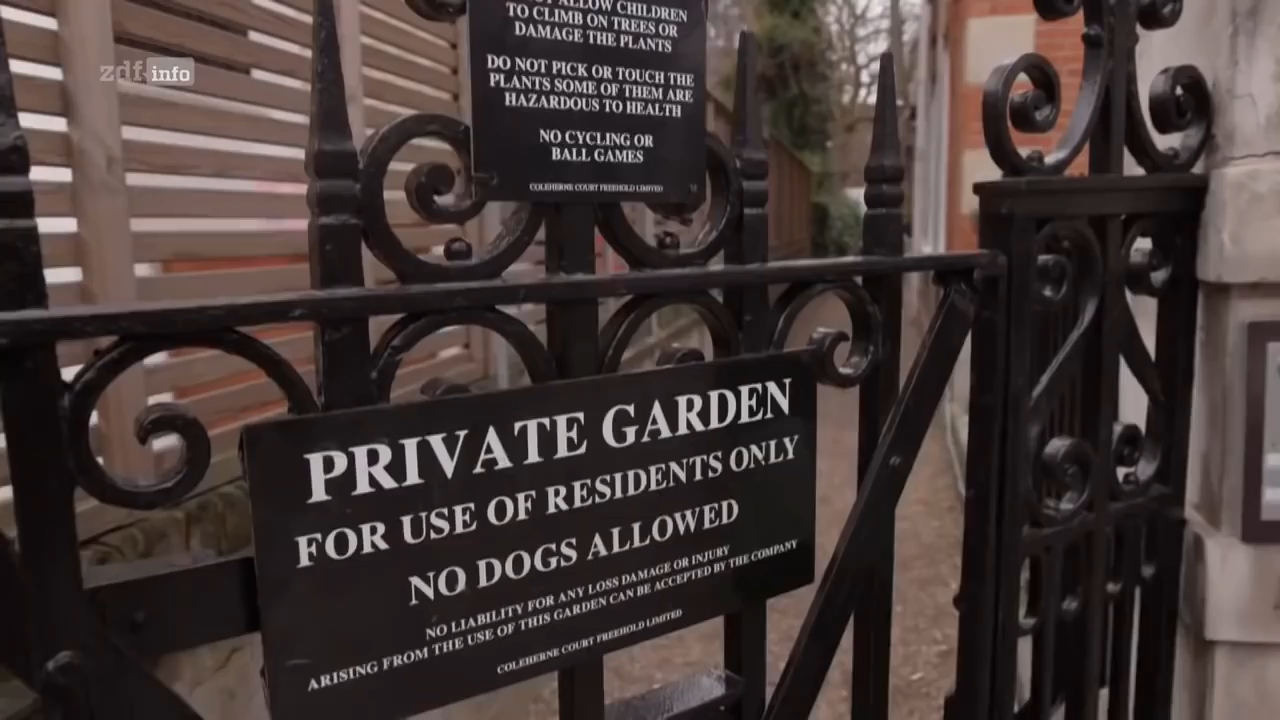 zdf info
ALLOW CHILDREN
TO CLIMB ON TREES OR
DAMAGE THE PLANTS
DO NOT PICK OR TOUCH THE
PLANTS SOME OF THEM ARE
HAZARDOUS TO HEALTH
NO CYCLING OR
BALL GAMES
COLEHERNE COURT FREEHOLD LIMITED
PRIVATE GARDEN
FOR USE OF RESIDENTS ONLY
NO DOGS ALLOWED
NO LIABILITY FOR ANY LOSS DAMAGE OR INJURY
ARISING FROM THE USE OF THIS GARDEN CAN BE ACCEPTED BY THE COMPANY
COLEHERNE COURT FREEHOLD LIMITED